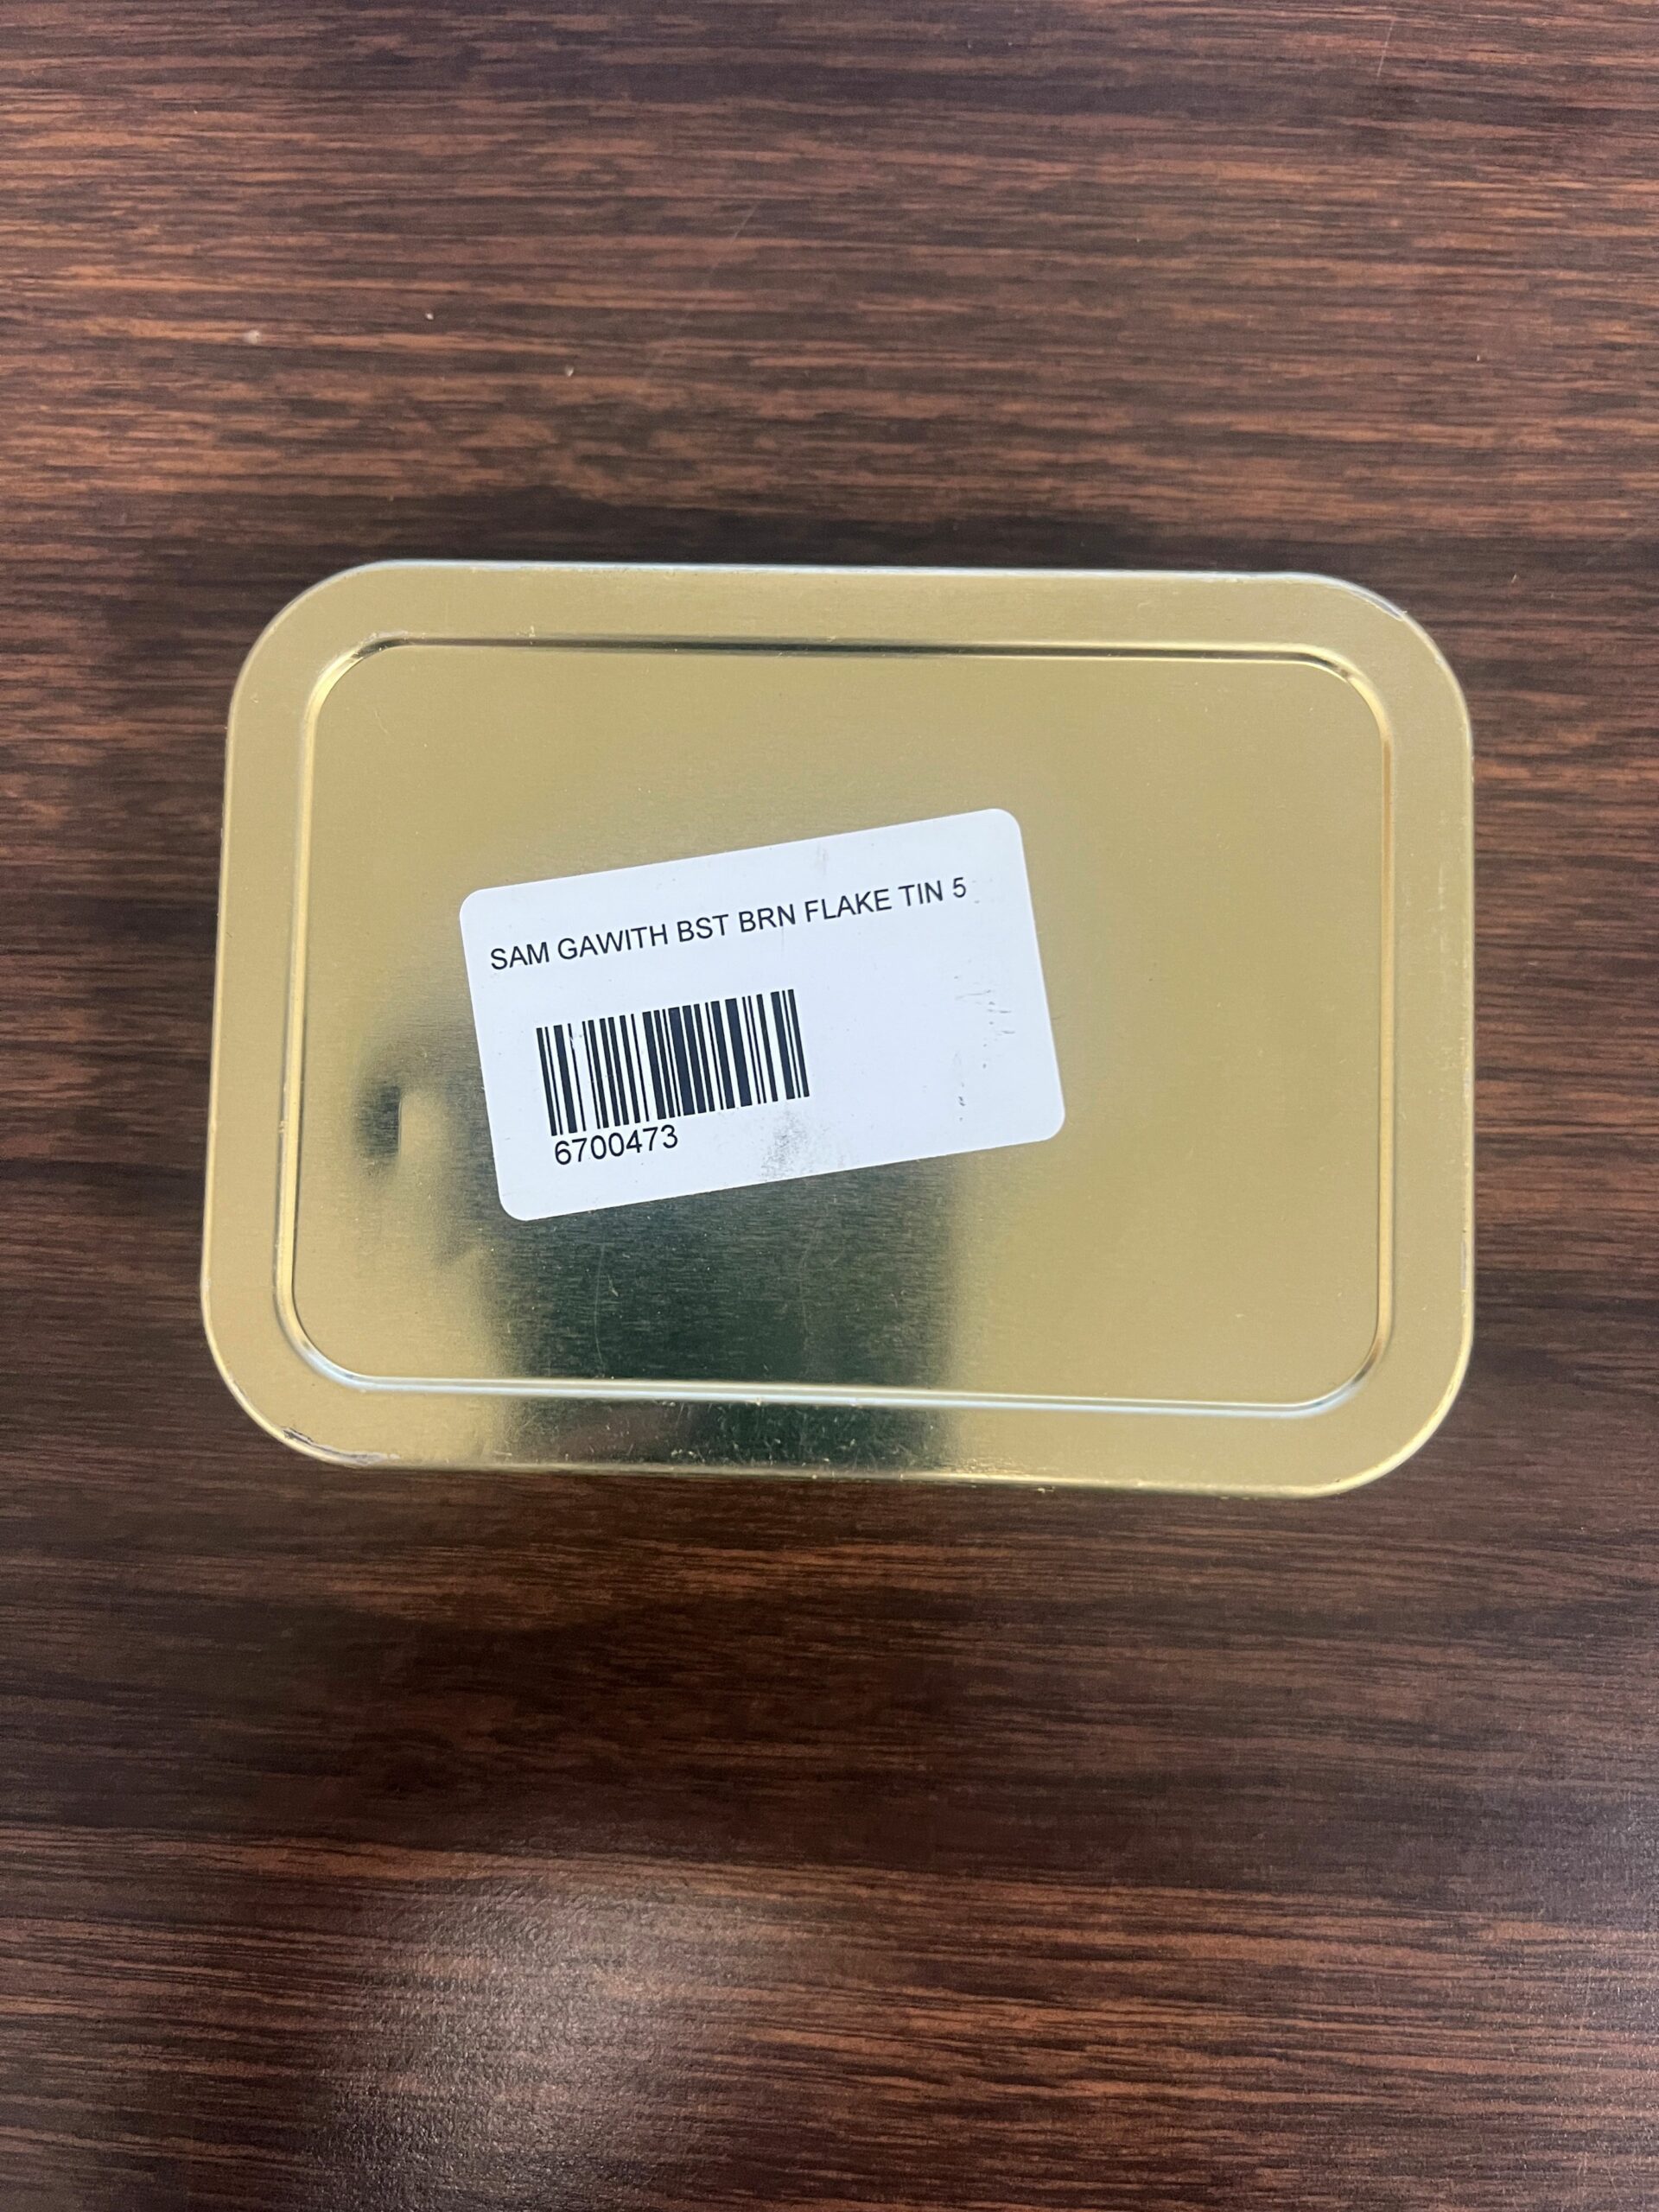 SAM GAWITH BST BRN FLAKE TIN 5
6700473